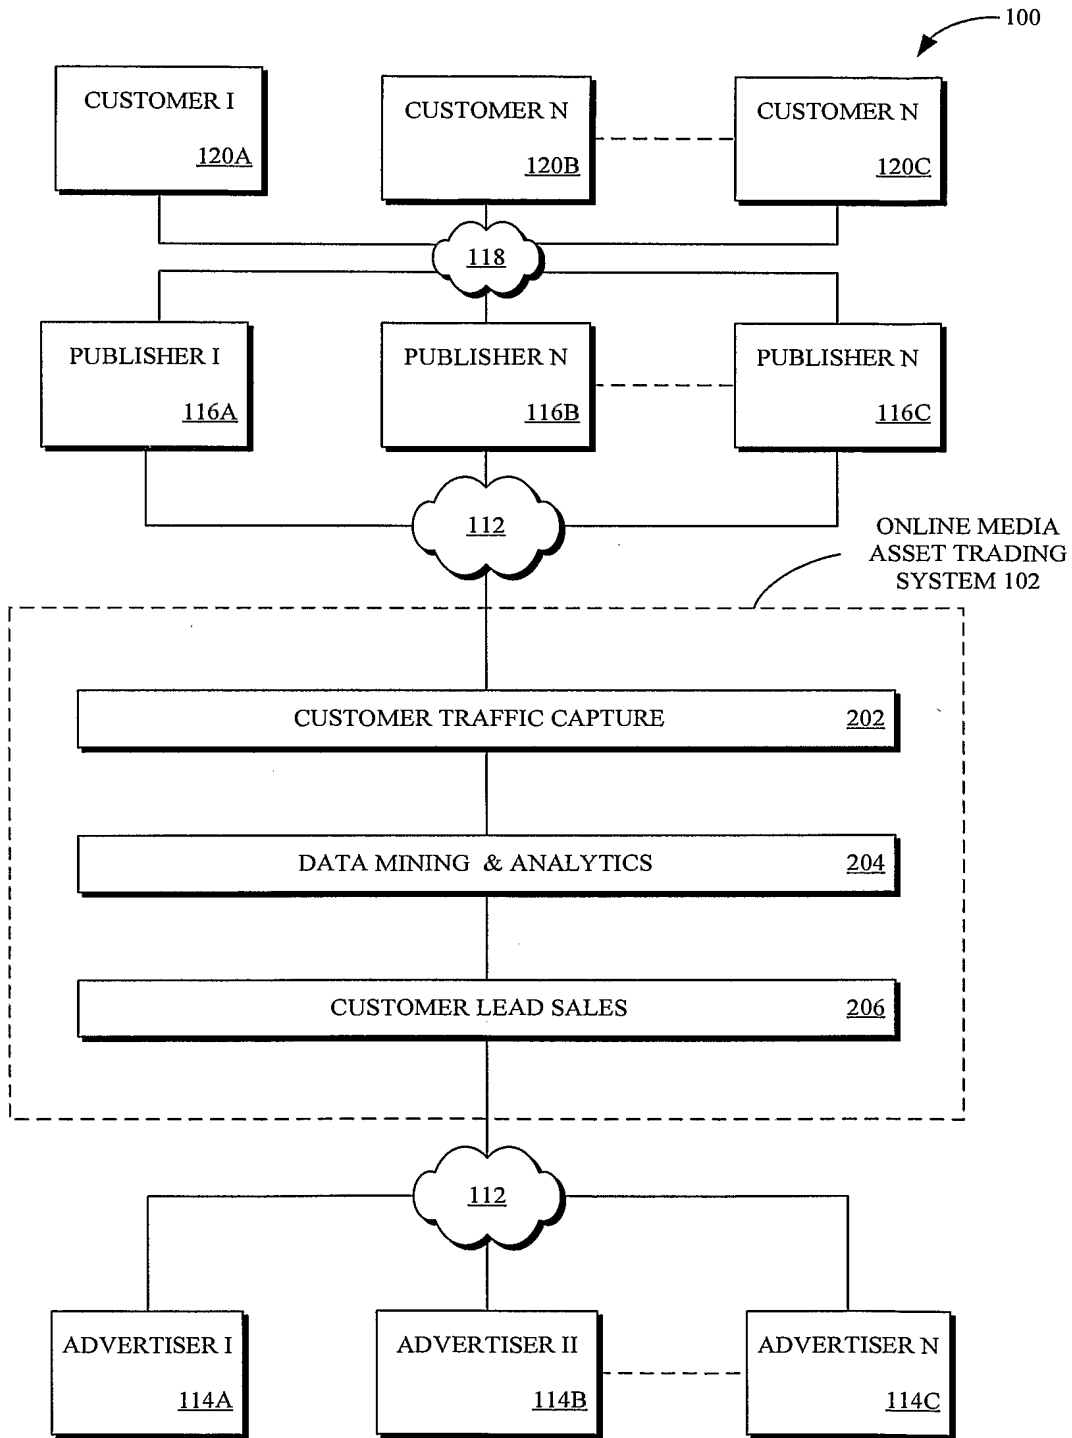 100
CUSTOMER I
120A
CUSTOMER N
120B
CUSTOMER N
120C
118
PUBLISHER I
116A
PUBLISHER N
116B
PUBLISHER N
116C
112
ONLINE MEDIA
ASSET TRADING
SYSTEM 102
CUSTOMER TRAFFIC CAPTURE 202
DATA MINING & ANALYTICS 204
CUSTOMER LEAD SALES 206
112
ADVERTISER I
114A
ADVERTISER II
114B
ADVERTISER N
114C